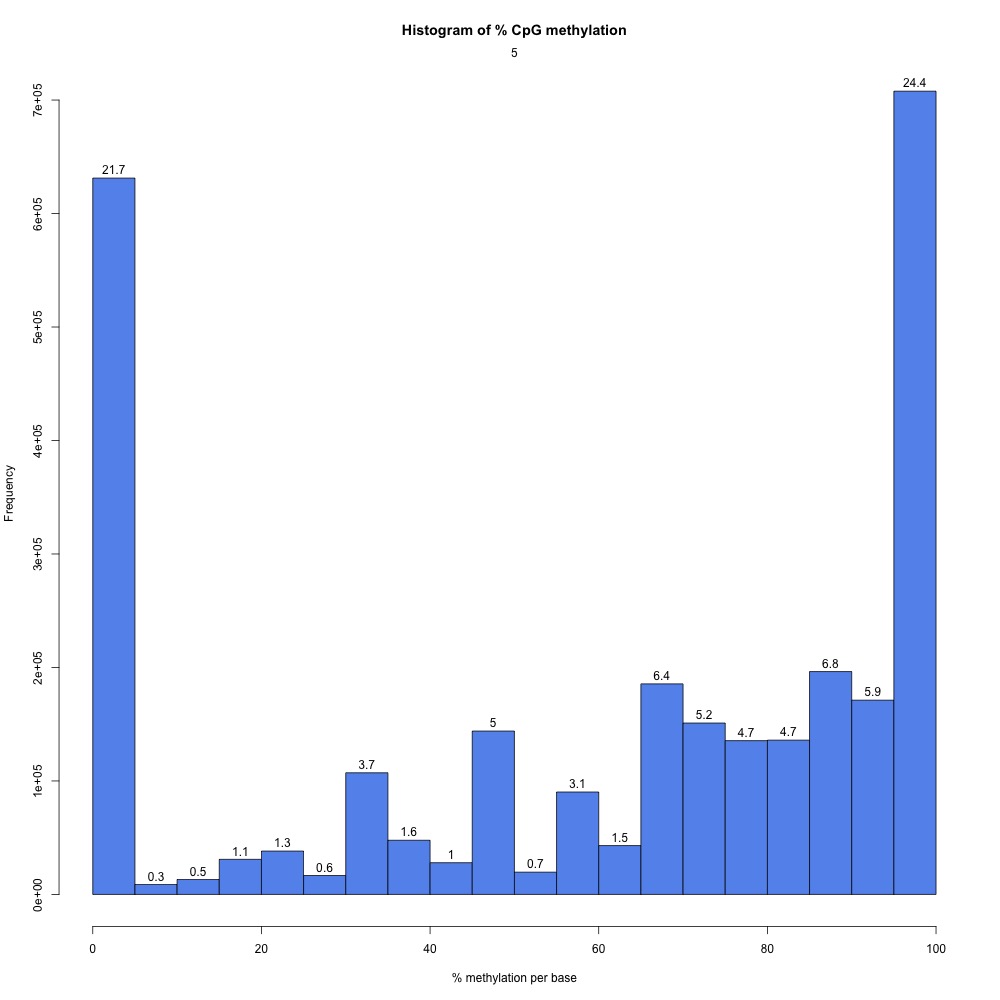 Histogram of % CpG methylation
5
24.4
7e+05
21.7
6e+05
5e+05
4e+05
Frequency
3e+05
2e+05
6.8
6.4
5.9
5.2
5
4.7
4.7
3.7
1e+05
3.1
1.6
1.5
1.3
1.1
1
0.7
0.6
0.5
0.3
0e+00
0 20 40 60 80 100
% methylation per base